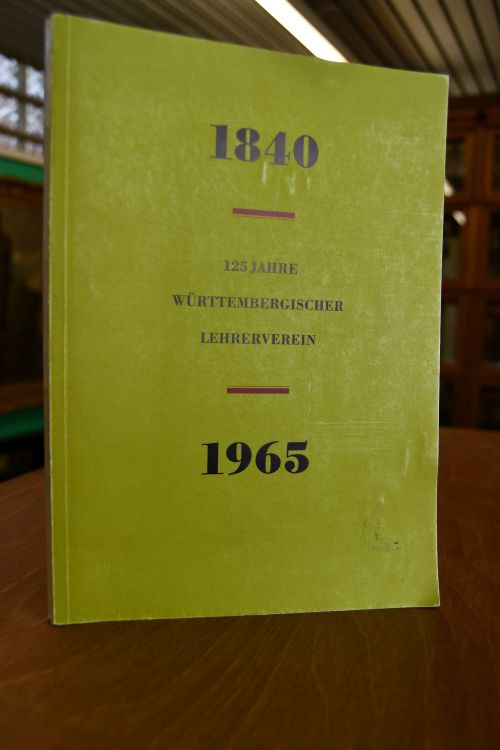 1840
125 JAHRE
WÜRTTEMBERGISCHER
LEHRERVEREIN
1965